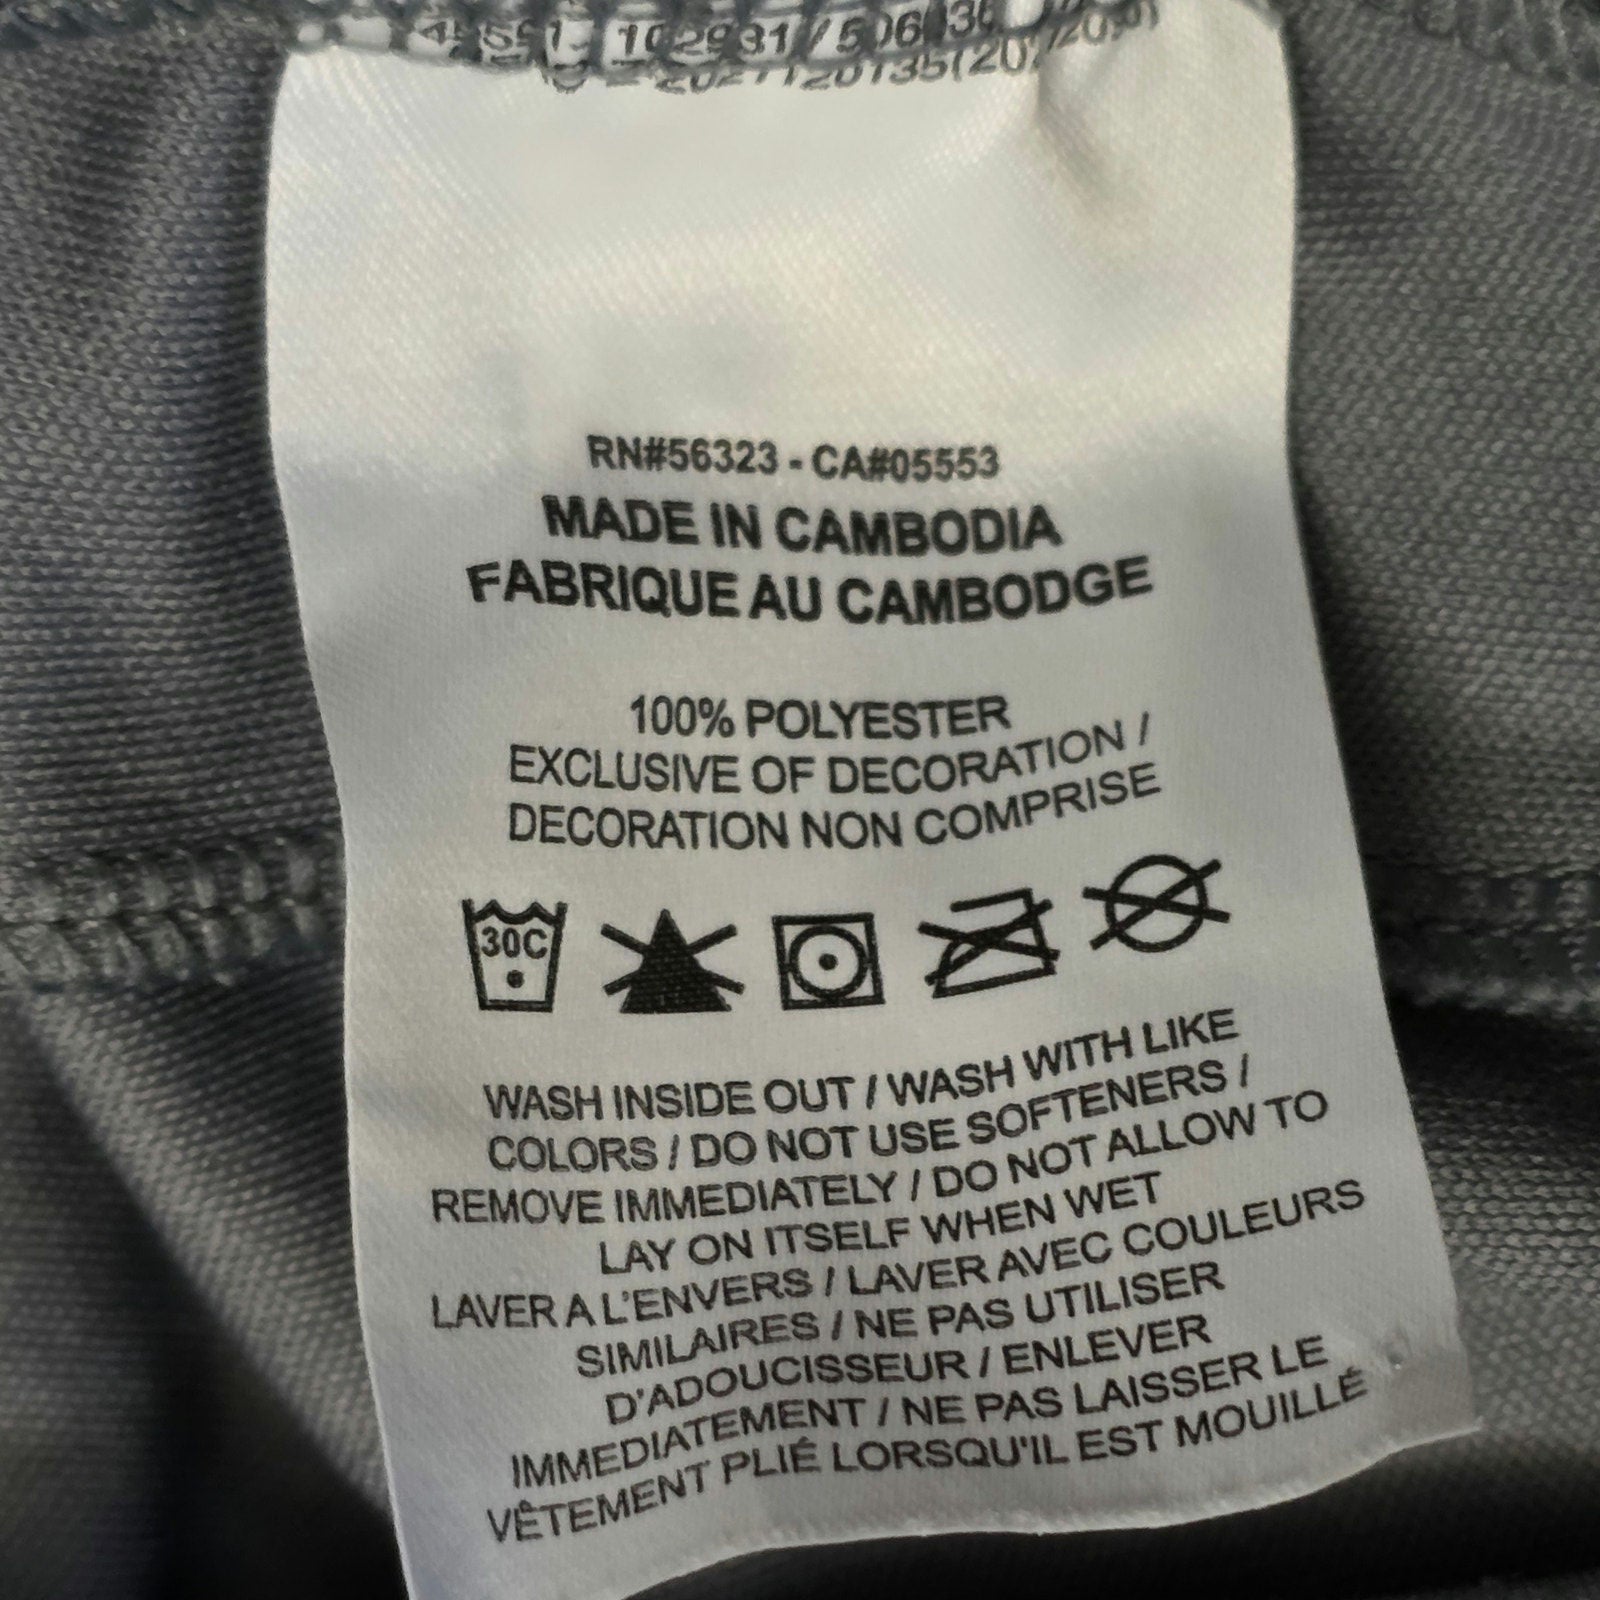 RN#56323 - CA#05553
MADE IN CAMBODIA
FABRIQUE AU CAMBODGE
100% POLYESTER
EXCLUSIVE OF DECORATION /
DECORATION NON COMPRISE
30C
WASH INSIDE OUT / WASH WITH LIKE
COLORS / DO NOT USE SOFTENERS /
REMOVE IMMEDIATELY / DO NOT ALLOW TO
LAY ON ITSELF WHEN WET
LAVER A L'ENVERS / LAVER AVEC COULEURS
SIMILAIRES / NE PAS UTILISER
D'ADOUCISSEUR / ENLEVER
IMMEDIATEMENT / NE PAS LAISSER LE
VÊTEMENT PLIÉ LORSQU'IL EST MOUILLÉ